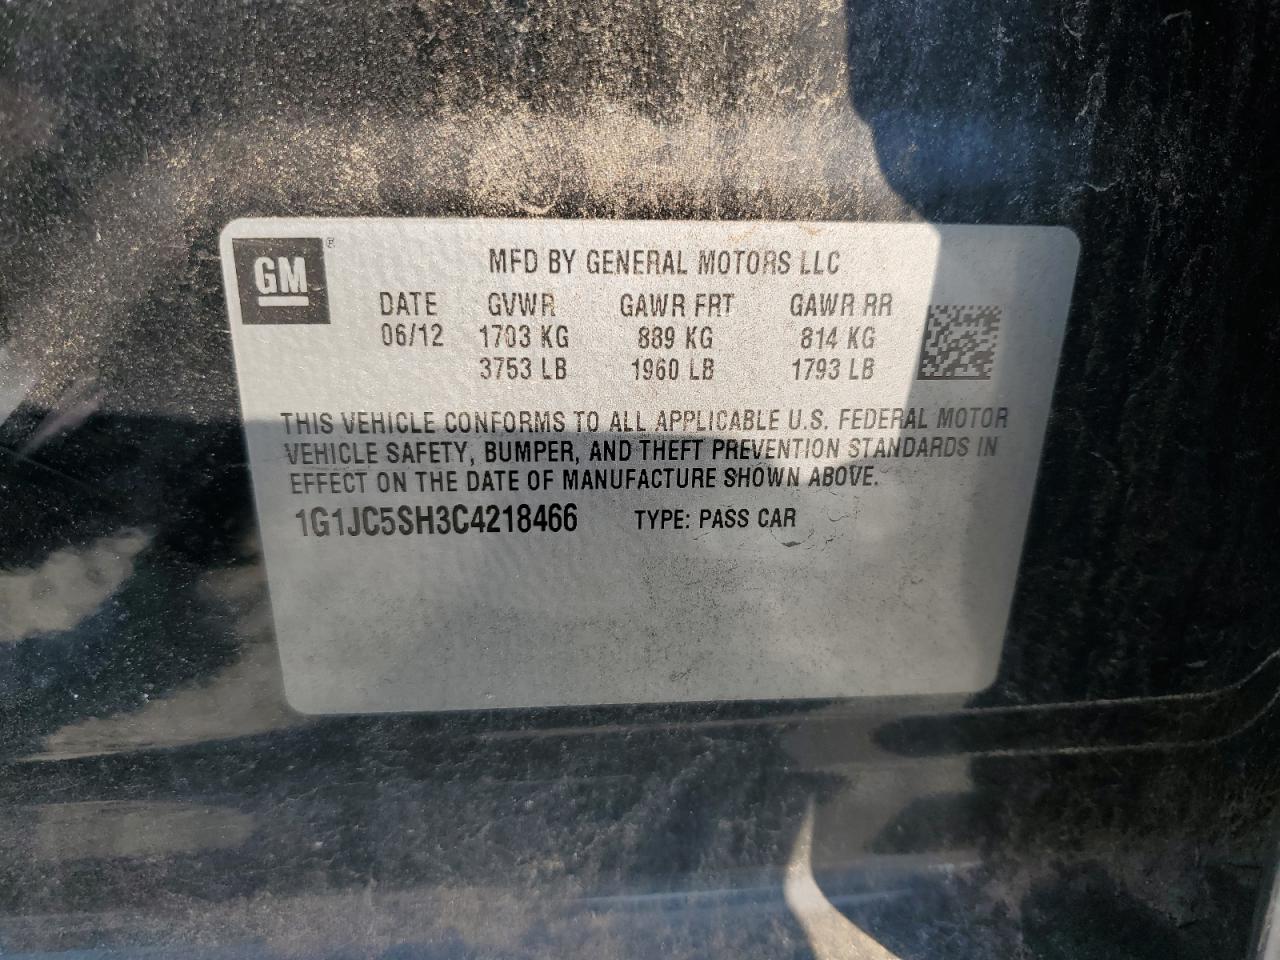 GM ®
MFD BY GENERAL MOTORS LLC
DATE GVWR GAWR FRT GAWR RR
06/12 1703 KG 889 KG 814 KG
3753 LB 1960 LB 1793 LB
THIS VEHICLE CONFORMS TO ALL APPLICABLE U.S. FEDERAL MOTOR
VEHICLE SAFETY, BUMPER, AND THEFT PREVENTION STANDARDS IN
EFFECT ON THE DATE OF MANUFACTURE SHOWN ABOVE.
1G1JC5SH3C4218466 TYPE: PASS CAR